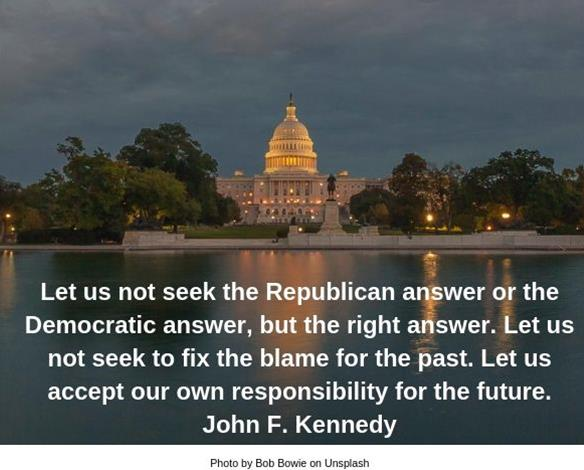 Let us not seek the Republican answer or the
Democratic answer, but the right answer. Let us
not seek to fix the blame for the past. Let us
accept our own responsibility for the future.
John F. Kennedy
Photo by Bob Bowie on Unsplash